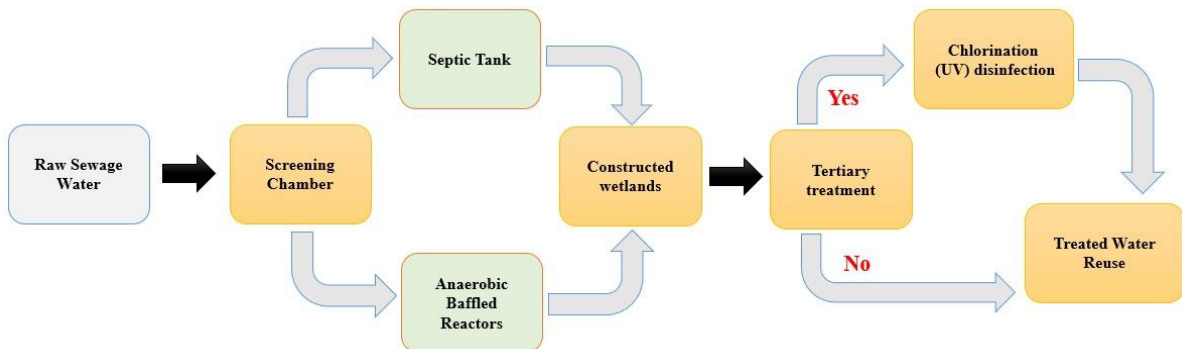 Raw Sewage
Water
Screening
Chamber
Septic Tank
Anaerobic
Baffled
Reactors
Constructed
wetlands
Tertiary
treatment
Yes
No
Chlorination
(UV) disinfection
Treated Water
Reuse